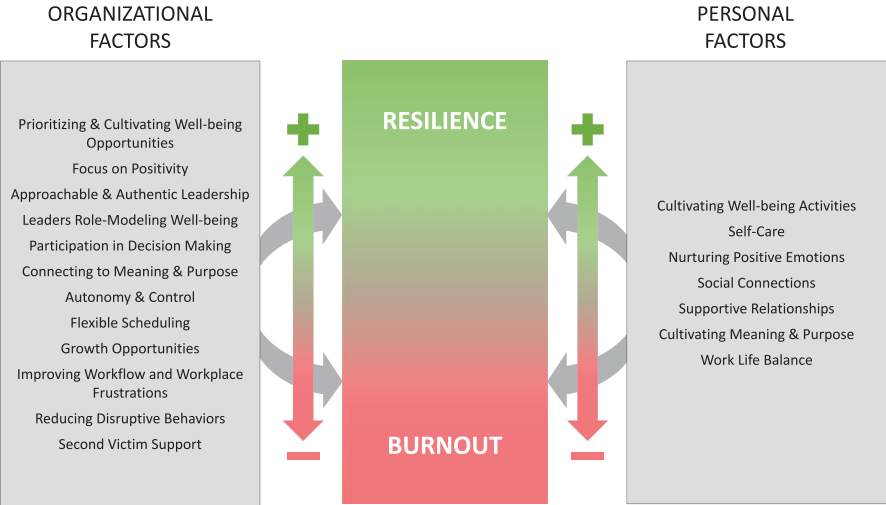 ORGANIZATIONAL
FACTORS
Prioritizing & Cultivating Well-being
Opportunities
Focus on Positivity
Approachable & Authentic Leadership
Leaders Role-Modeling Well-being
Participation in Decision Making
Connecting to Meaning & Purpose
Autonomy & Control
Flexible Scheduling
Growth Opportunities
Improving Workflow and Workplace
Frustrations
Reducing Disruptive Behaviors
Second Victim Support
RESILIENCE
BURNOUT
PERSONAL
FACTORS
Cultivating Well-being Activities
Self-Care
Nurturing Positive Emotions
Social Connections
Supportive Relationships
Cultivating Meaning & Purpose
Work Life Balance